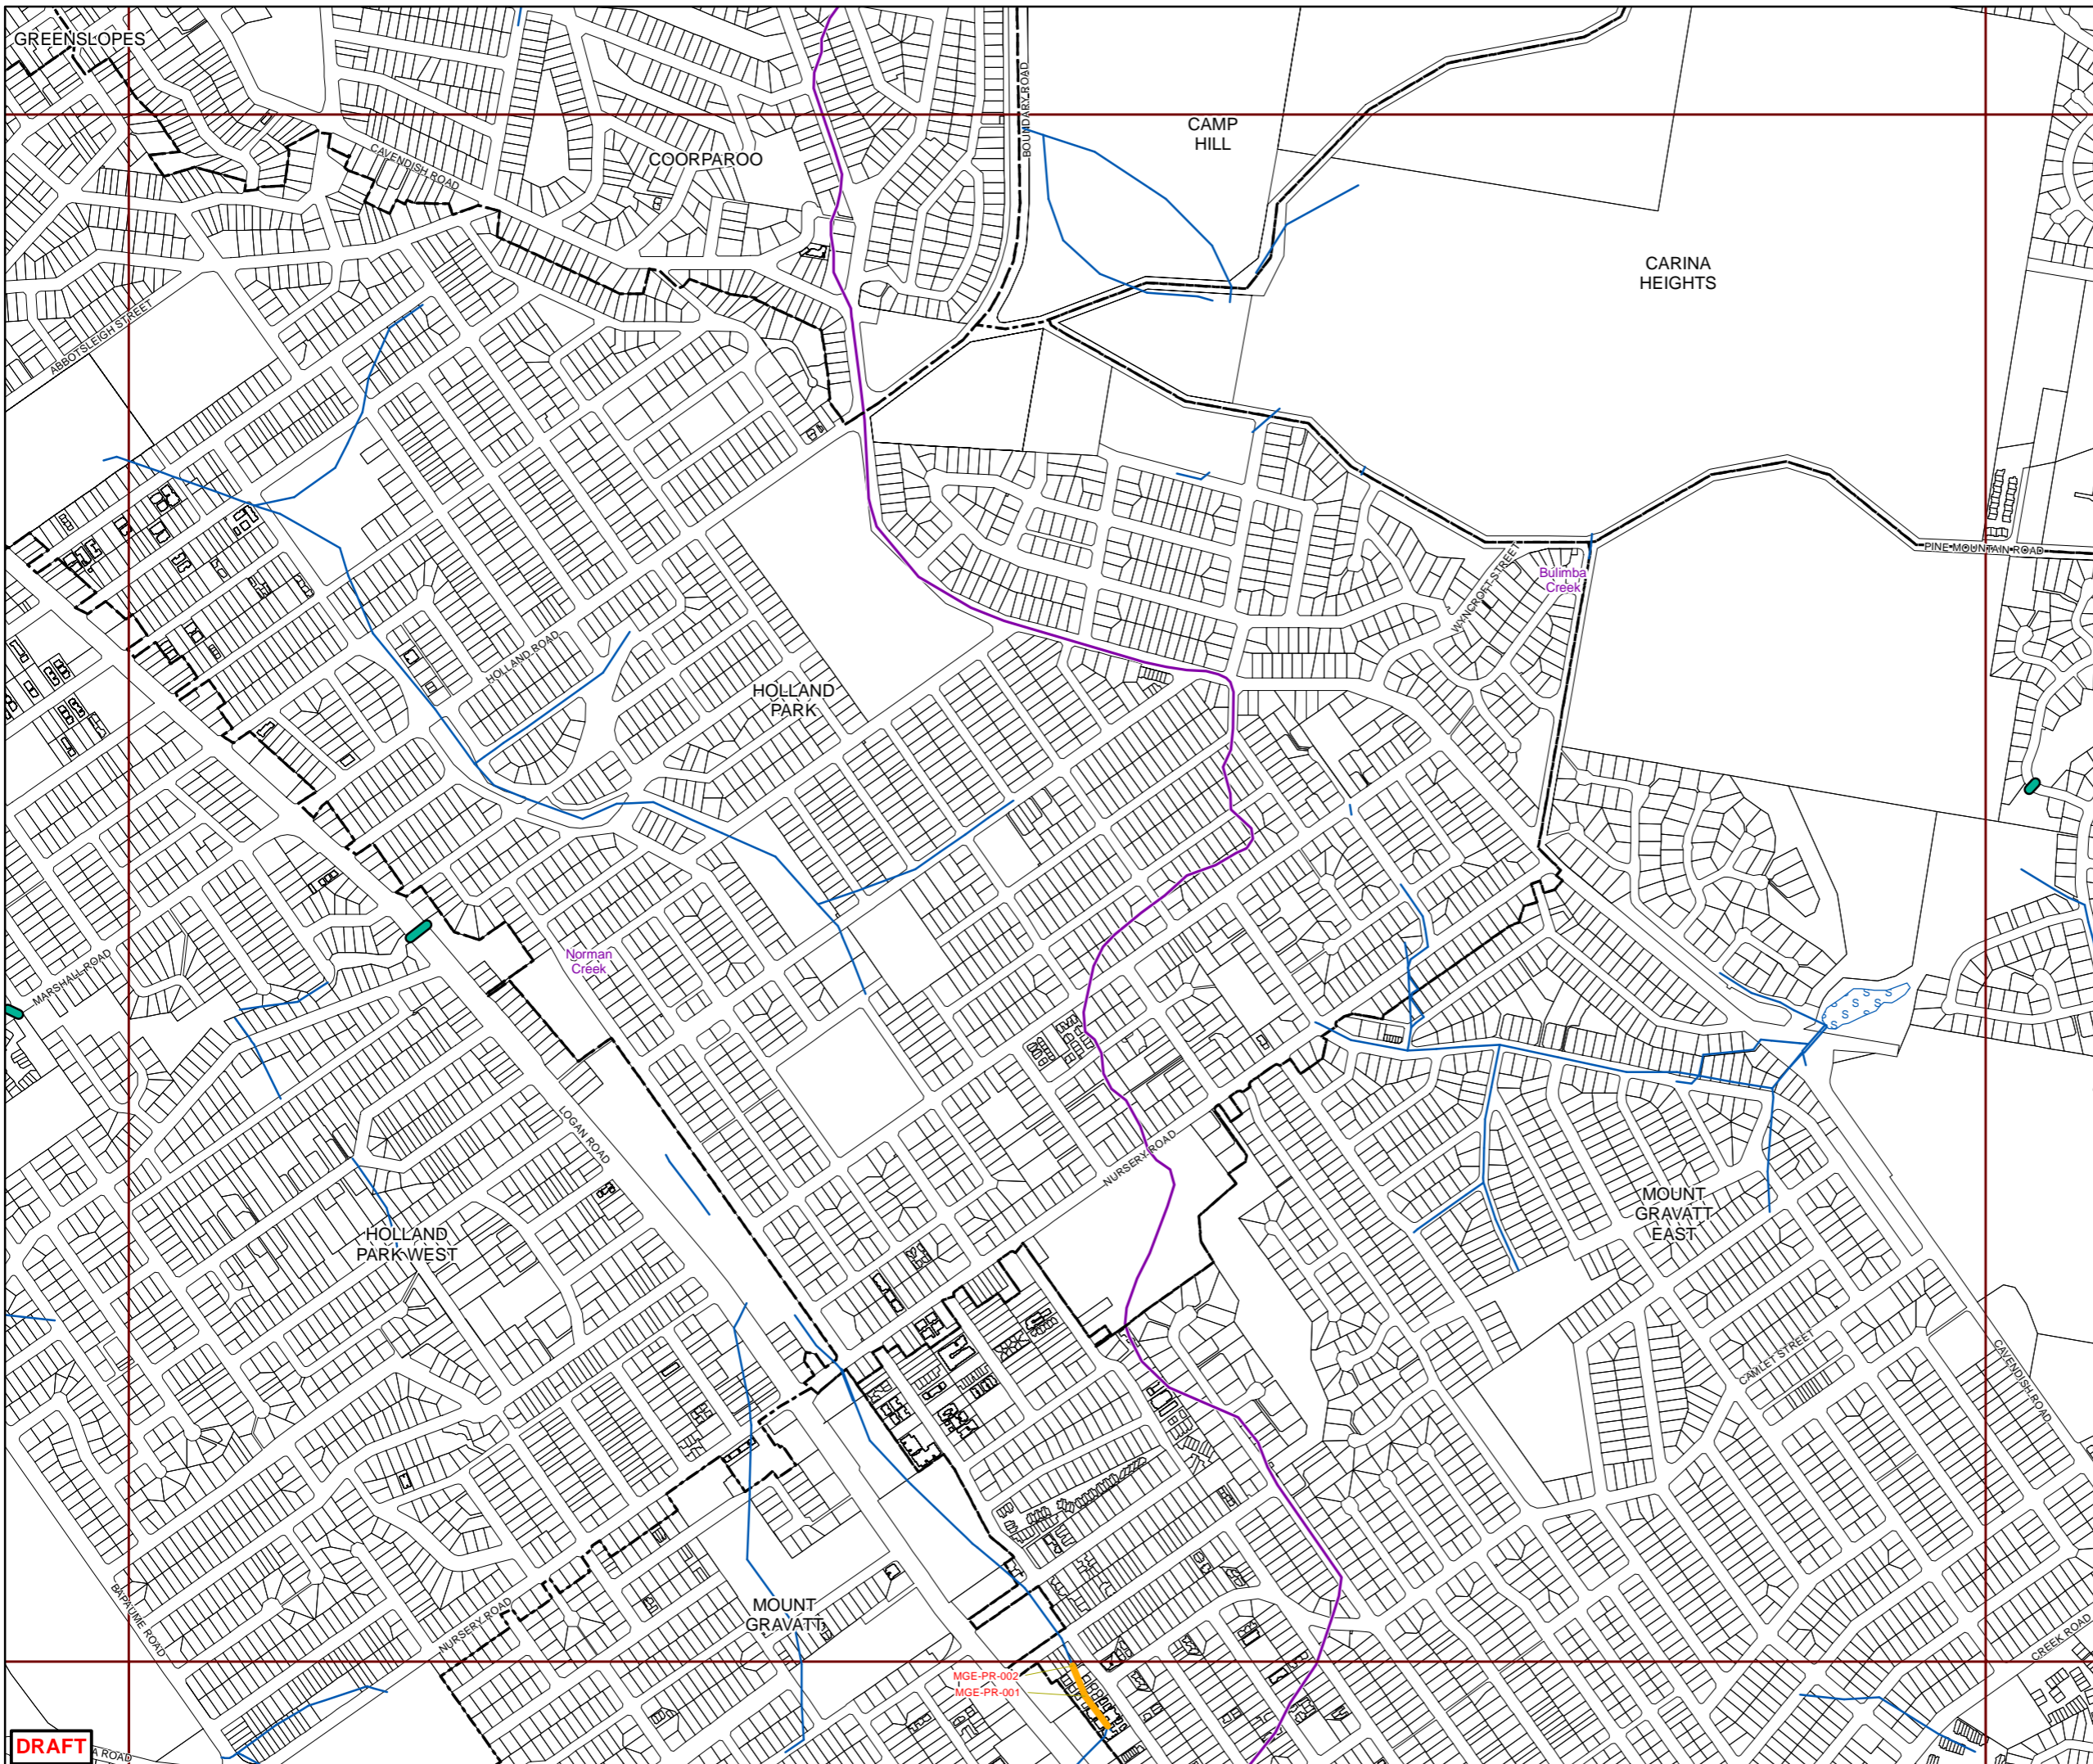 GREENSLOPES
BOUNDARY ROAD
CAMP
HILL
CAVENDISH ROAD
COORPAROO
CARINA
HEIGHTS
ABBOTSLEIGH STREET
PINE MOUNTAIN ROAD
WYNCROFT STREET
Bulimba
Creek
HOLLAND ROAD
HOLLAND
PARK
Norman
Creek
MARSHALL ROAD
S S S S
S S S
LOGAN ROAD
NURSERY ROAD
MOUNT
GRAVATT
EAST
HOLLAND
PARK WEST
CAMLET STREET
CAVENDISH ROAD
BAPAUME ROAD
NURSERY ROAD
MOUNT
GRAVATT
CREEK ROAD
MGE-PR-002
MGE-PR-001
DRAFT
A ROAD